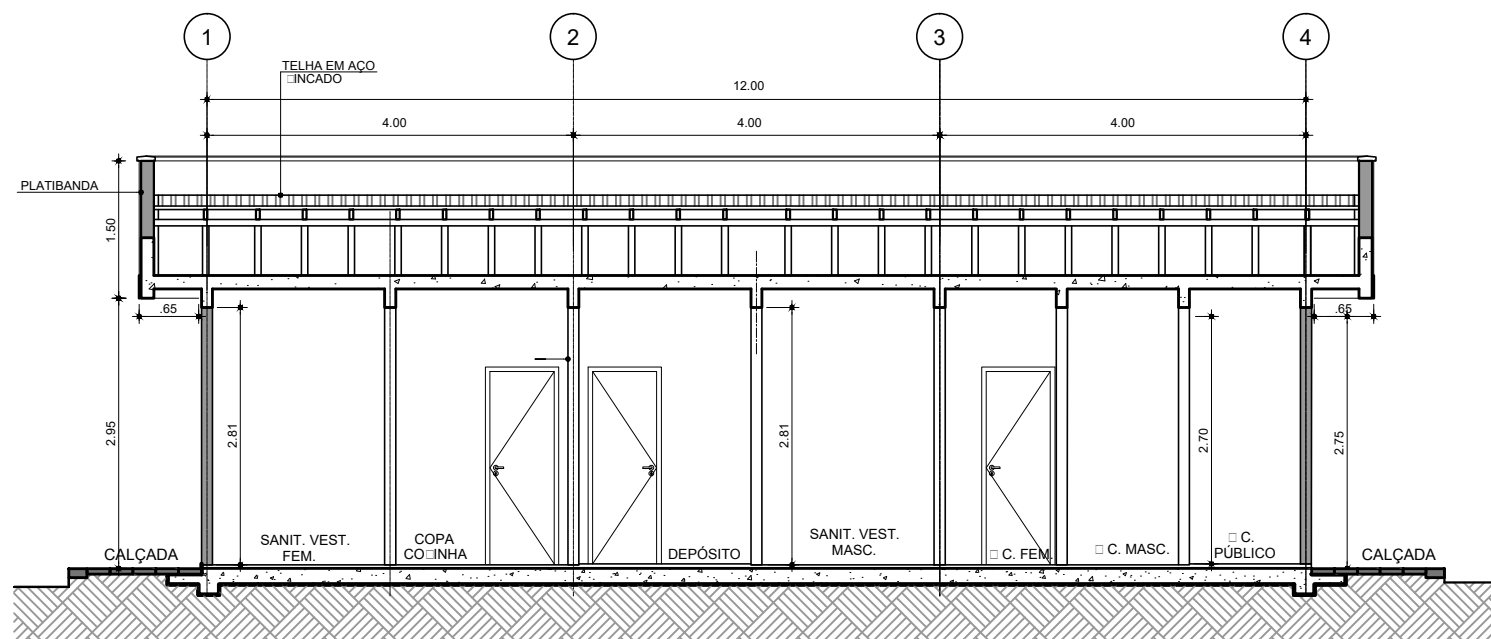 1
2
3
4
TELHA EM AÇO
□INCADO
12.00
4.00
4.00
4.00
PLATIBANDA
1.50
.65
.65
2.95
2.81
2.81
2.70
2.75
CALÇADA
SANIT. VEST.
FEM.
COPA
CO□INHA
DEPÓSITO
SANIT. VEST.
MASC.
□ C. FEM.
□ C. MASC.
□ C.
PÚBLICO
CALÇADA